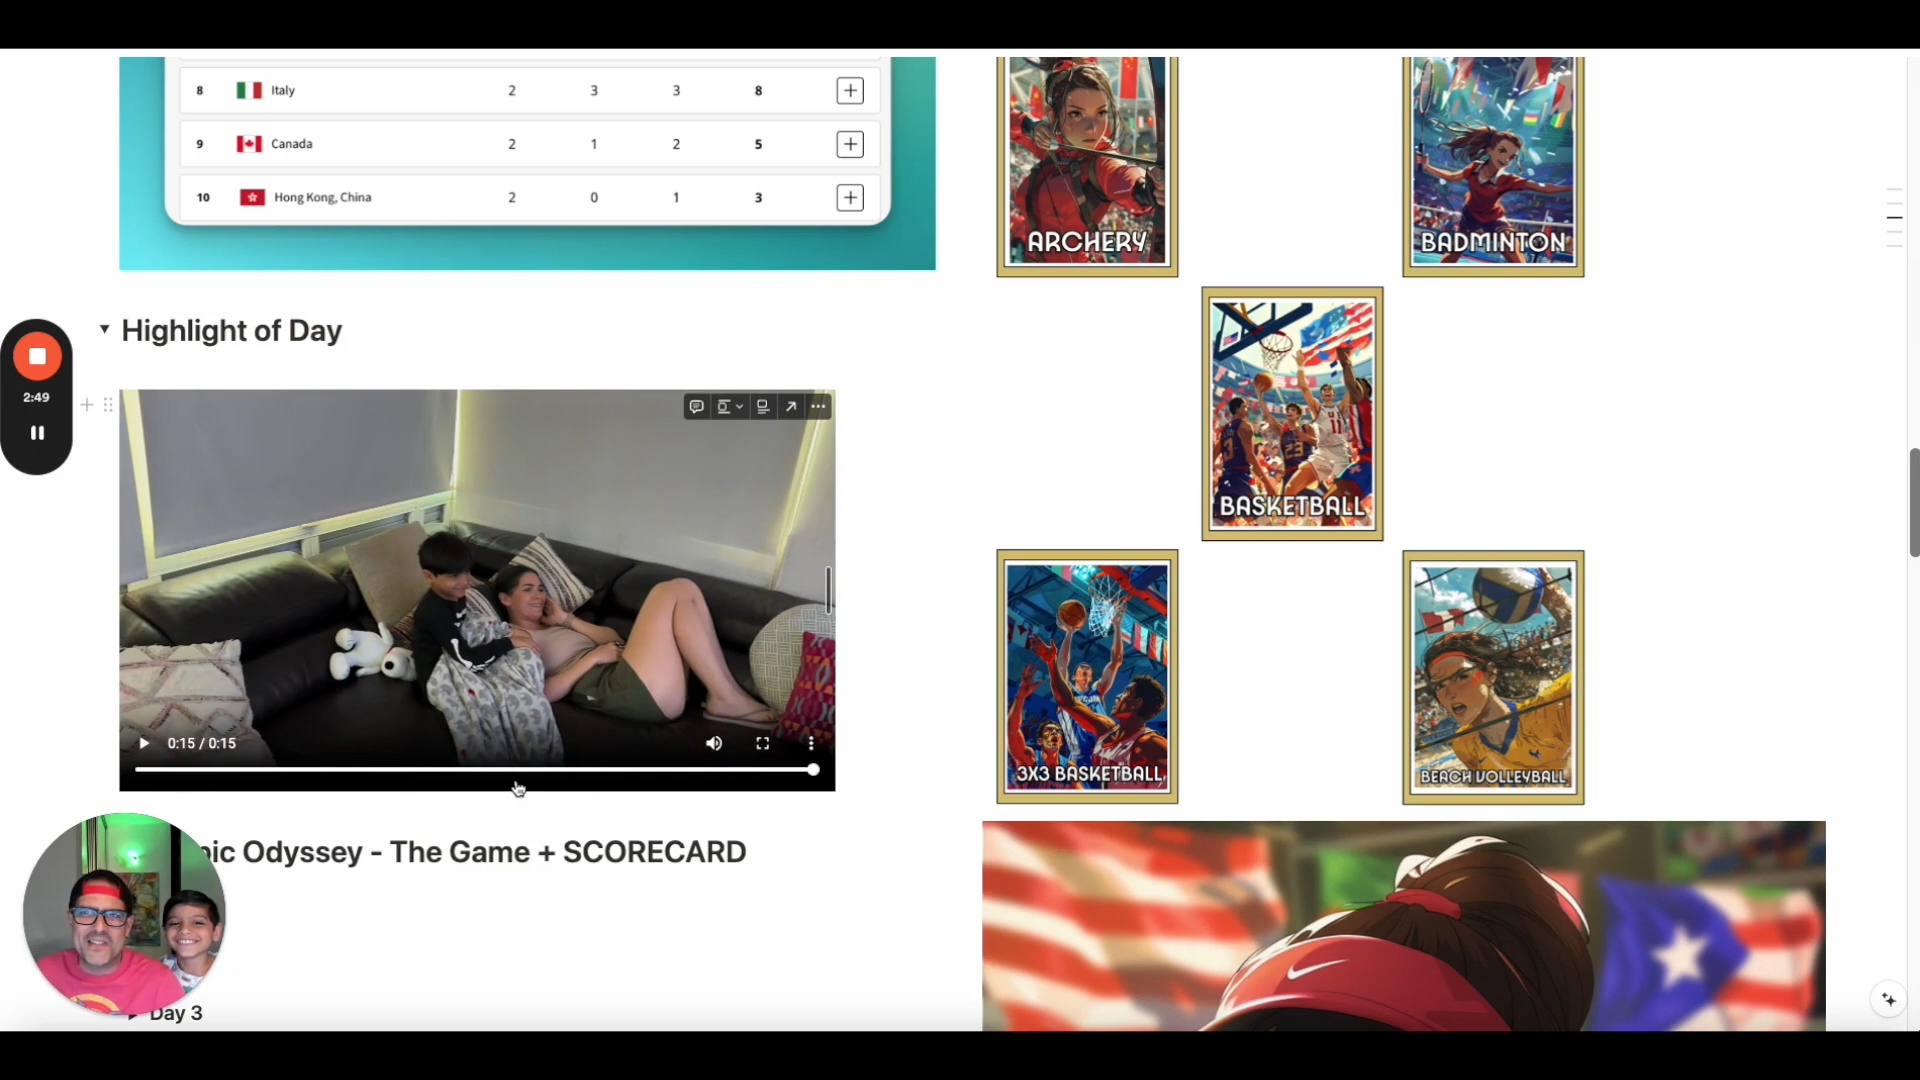 8 Italy 2 3 3 8 +
9 Canada 2 1 2 5 +
10 Hong Kong, China 2 0 1 3 +
Highlight of Day
2:49
0:15 / 0:15
pic Odyssey - The Game + SCORECARD
Day 3
ARCHERY
BADMINTON
BASKETBALL
3X3 BASKETBALL
BEACH VOLLEYBALL